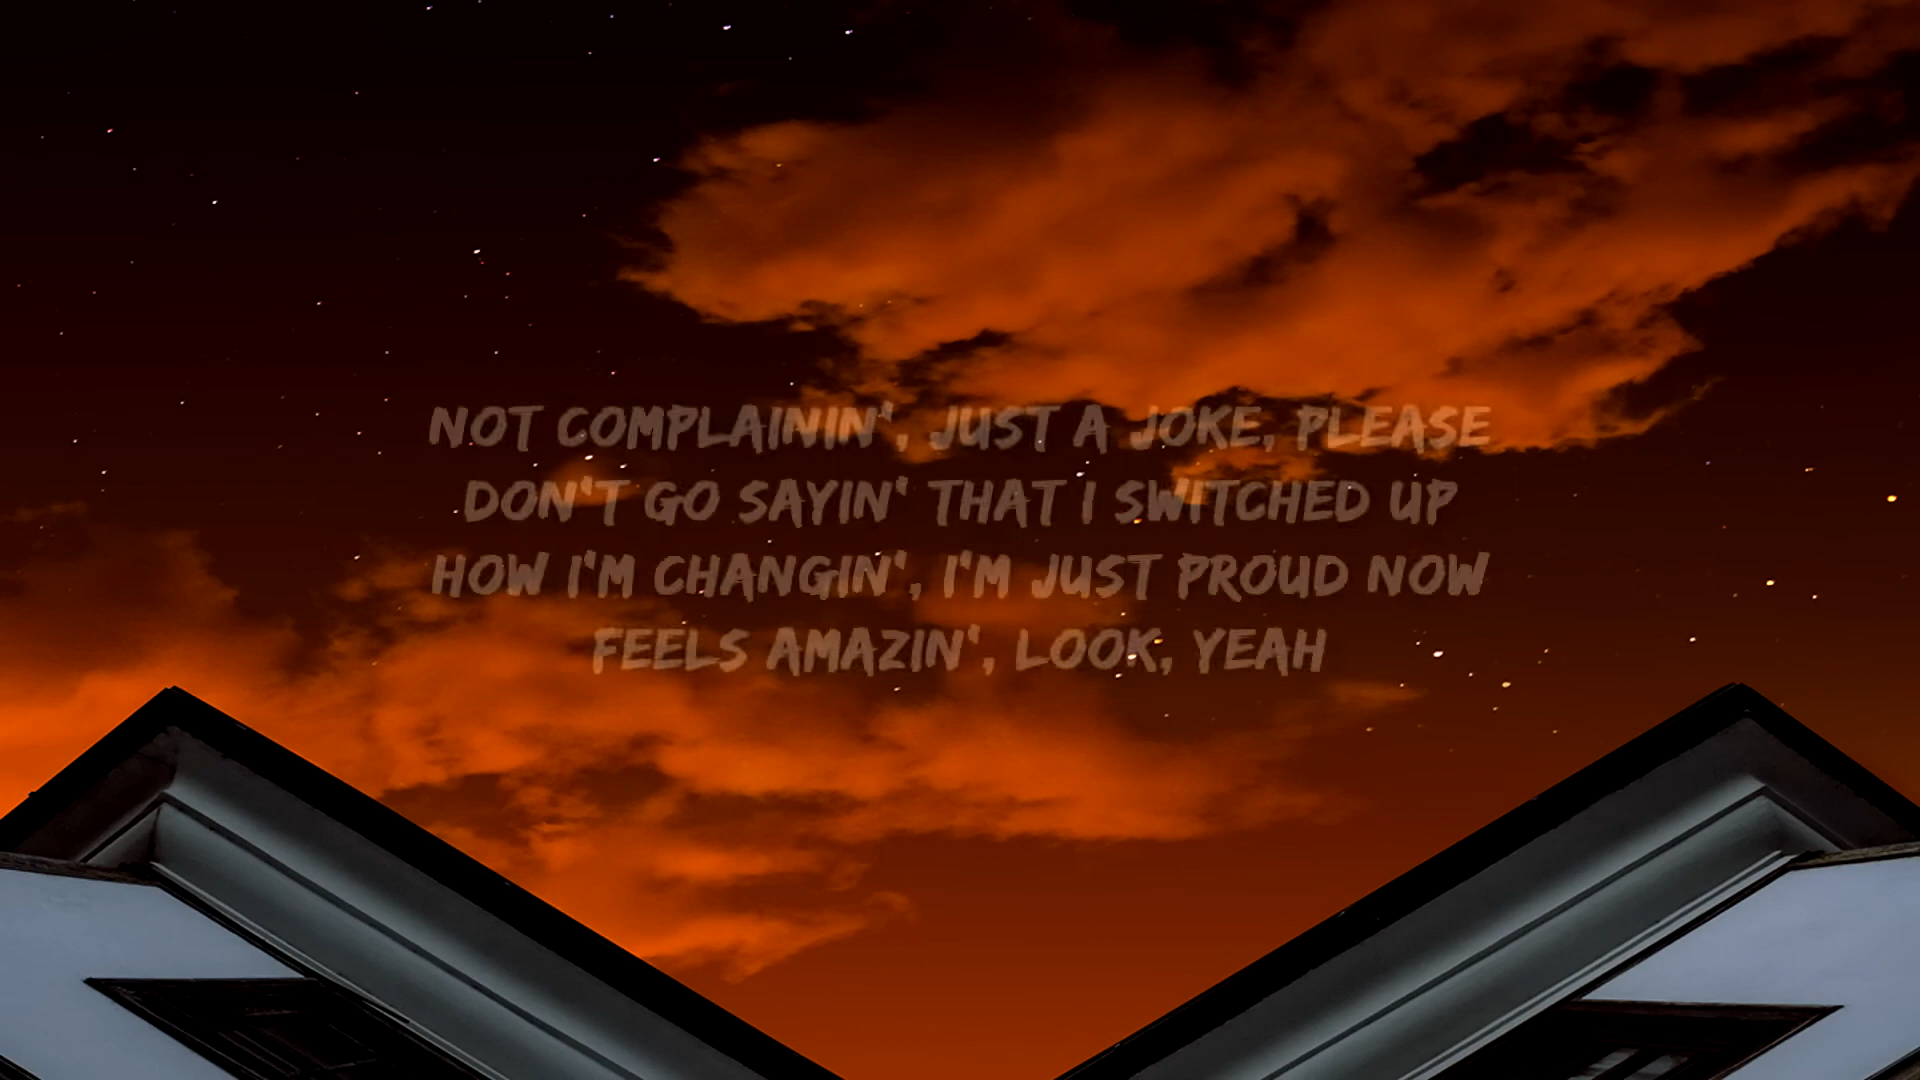 NOT COMPLAININ', JUST A JOKE, PLEASE
DON'T GO SAYIN' THAT I SWITCHED UP
HOW I'M CHANGIN', I'M JUST PROUD NOW
FEELS AMAZIN', LOOK, YEAH